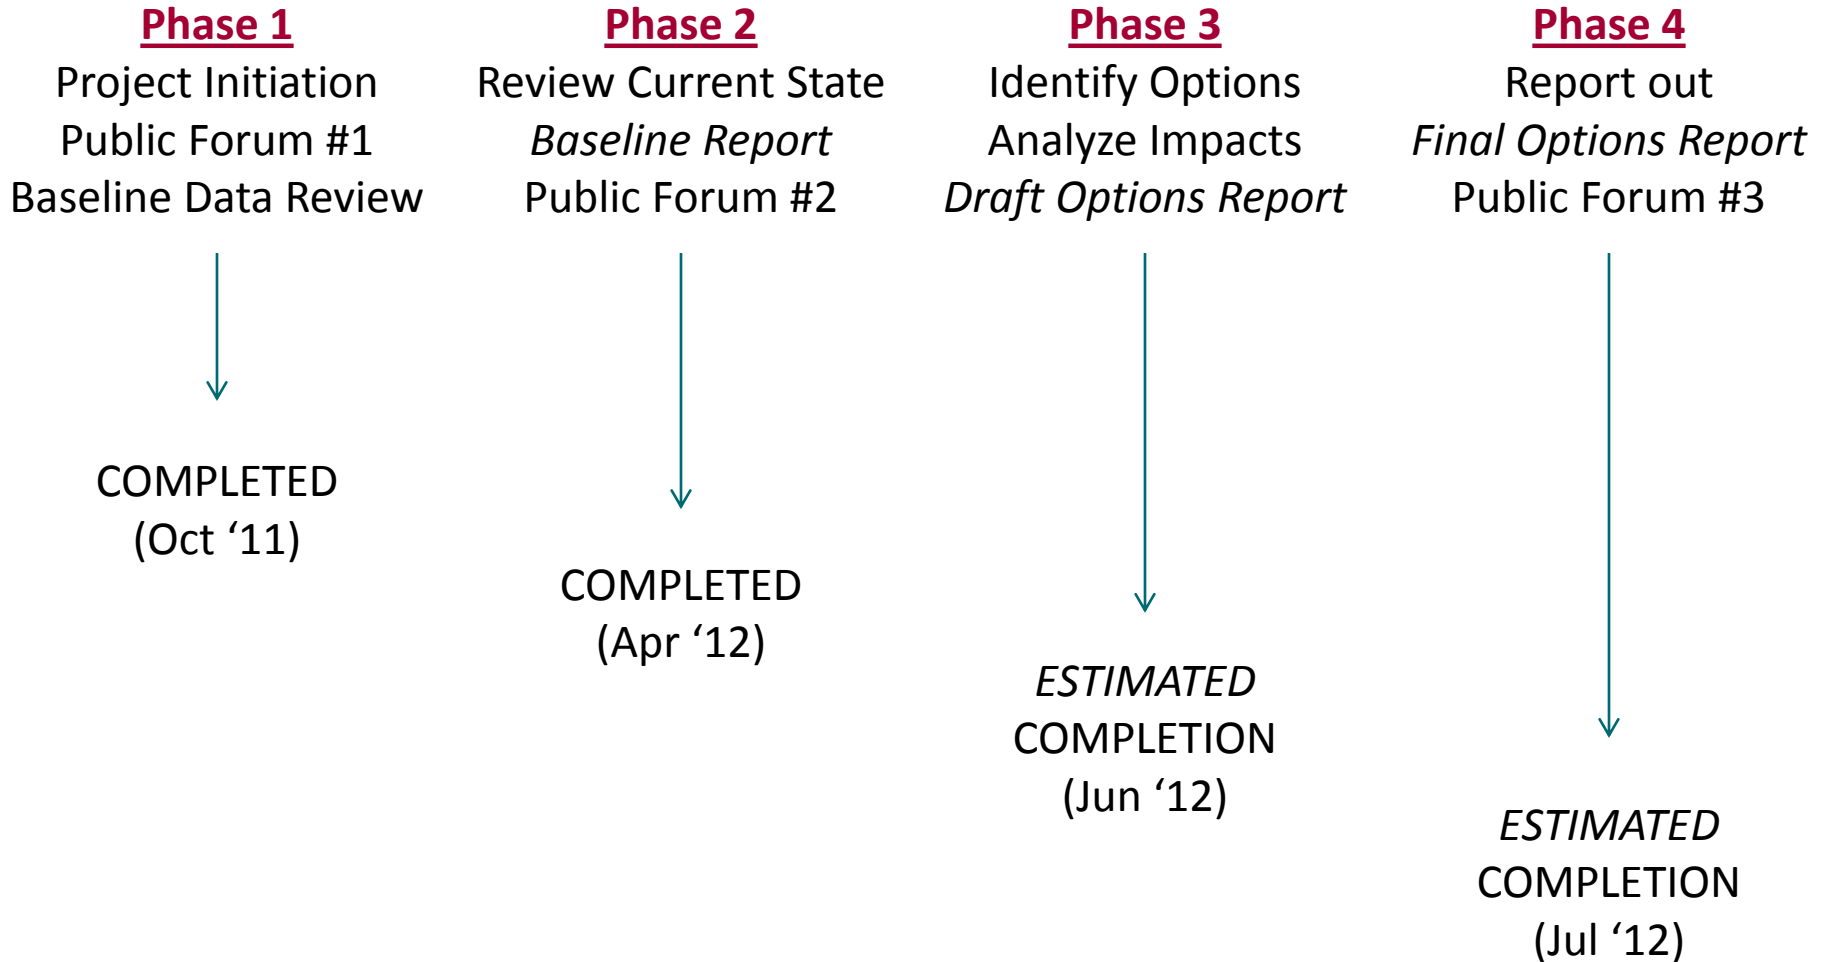 Phase 1
Project Initiation
Public Forum #1
Baseline Data Review
COMPLETED
(Oct ‘11)
Phase 2
Review Current State
Baseline Report
Public Forum #2
COMPLETED
(Apr ‘12)
Phase 3
Identify Options
Analyze Impacts
Draft Options Report
ESTIMATED
COMPLETION
(Jun ‘12)
Phase 4
Report out
Final Options Report
Public Forum #3
ESTIMATED
COMPLETION
(Jul ‘12)